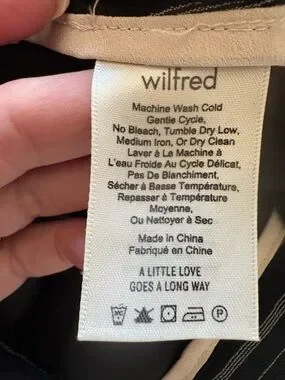 wilfred
Machine Wash Cold
Gentle Cycle,
No Bleach, Tumble Dry Low,
Medium Iron, Or Dry Clean
Laver À La Machine à
L'eau Froide Au Cycle Délicat,
Pas De Blanchiment,
Sécher à Basse Température,
Repasser à Température
Moyenne,
Ou Nettoyer à Sec
Made in China
Fabriqué en Chine
A LITTLE LOVE
GOES A LONG WAY